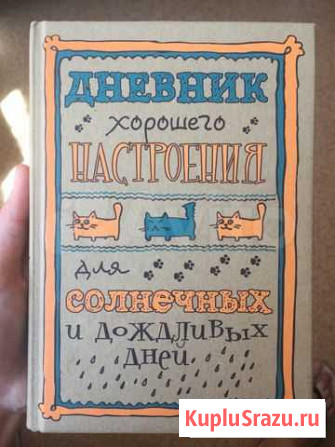 ДНЕВНИК
хорошего
НАСТРОЕНИЯ
для
СОЛНЕЧНЫХ
и дождливых
дней
KupluSrazu.ru